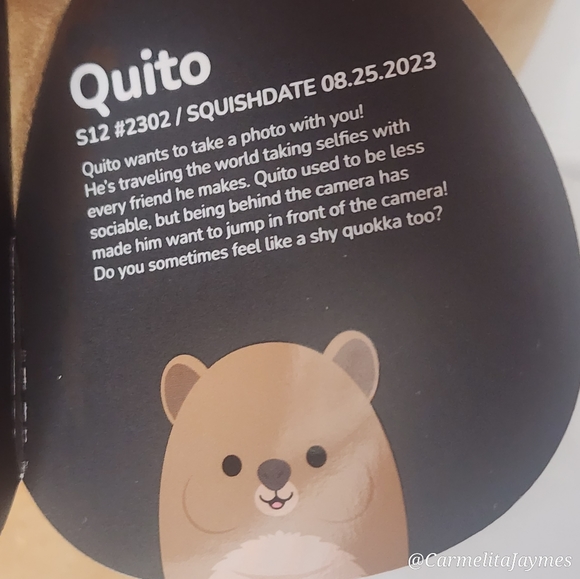 Quito
S12 #2302 / SQUISHDATE 08.25.2023
Quito wants to take a photo with you!
He's traveling the world taking selfies with
every friend he makes. Quito used to be less
sociable, but being behind the camera has
made him want to jump in front of the camera!
Do you sometimes feel like a shy quokka too?
@CarmelitaJaymes